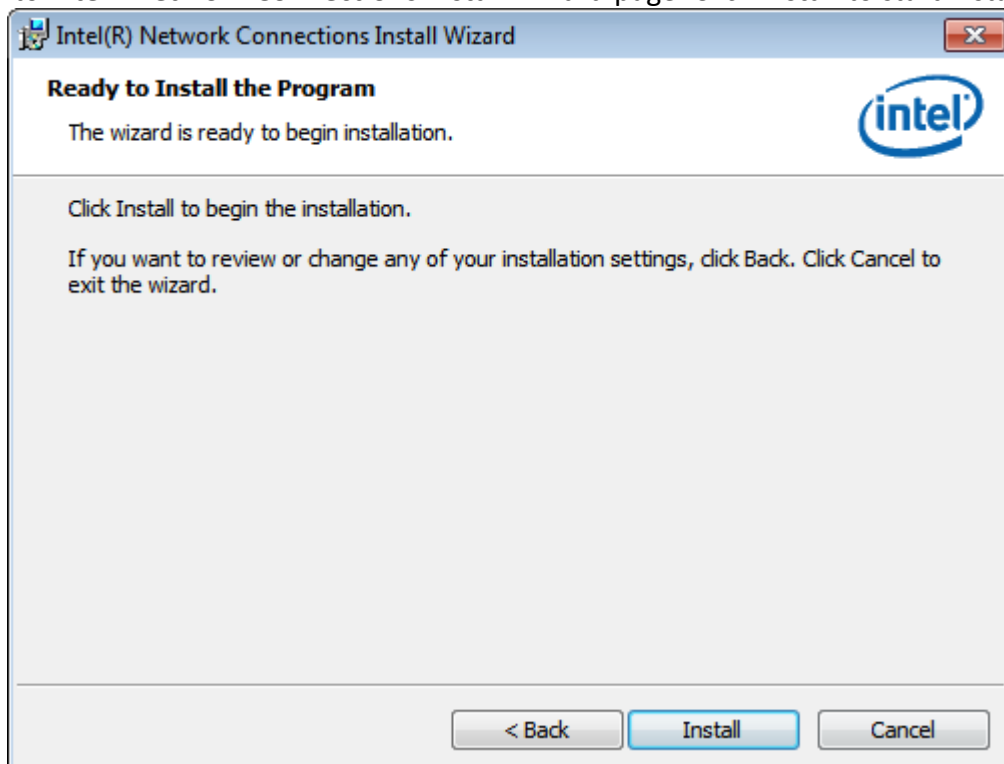 Intel(R) Network Connections Install Wizard
Ready to Install the Program
The wizard is ready to begin installation.
intel
Click Install to begin the installation.
If you want to review or change any of your installation settings, click Back. Click Cancel to
exit the wizard.
< Back
Install
Cancel